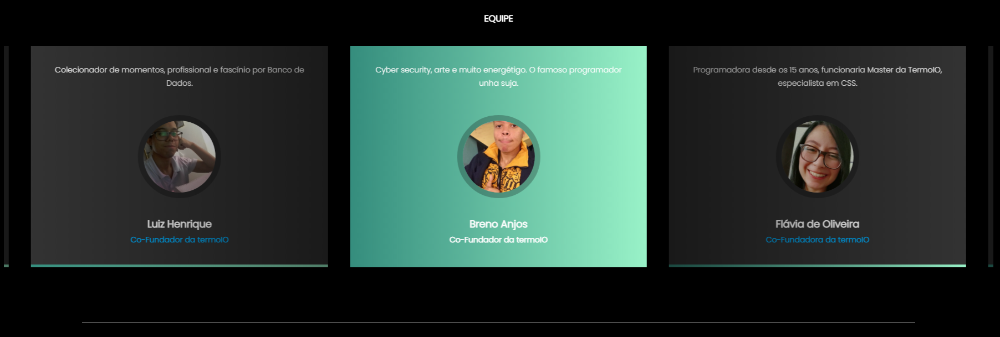 EQUIPE
Colecionador de momentos, profissional e fascínio por Banco de
Dados.
Luiz Henrique
Co-Fundador da termoIO
Cyber security, arte e muito energétigo. O famoso programador
unha suja.
Breno Anjos
Co-Fundador da termoIO
Programadora desde os 15 anos, funcionaria Master da TermoIO,
especialista em CSS.
Flávia de Oliveira
Co-Fundadora da termoIO